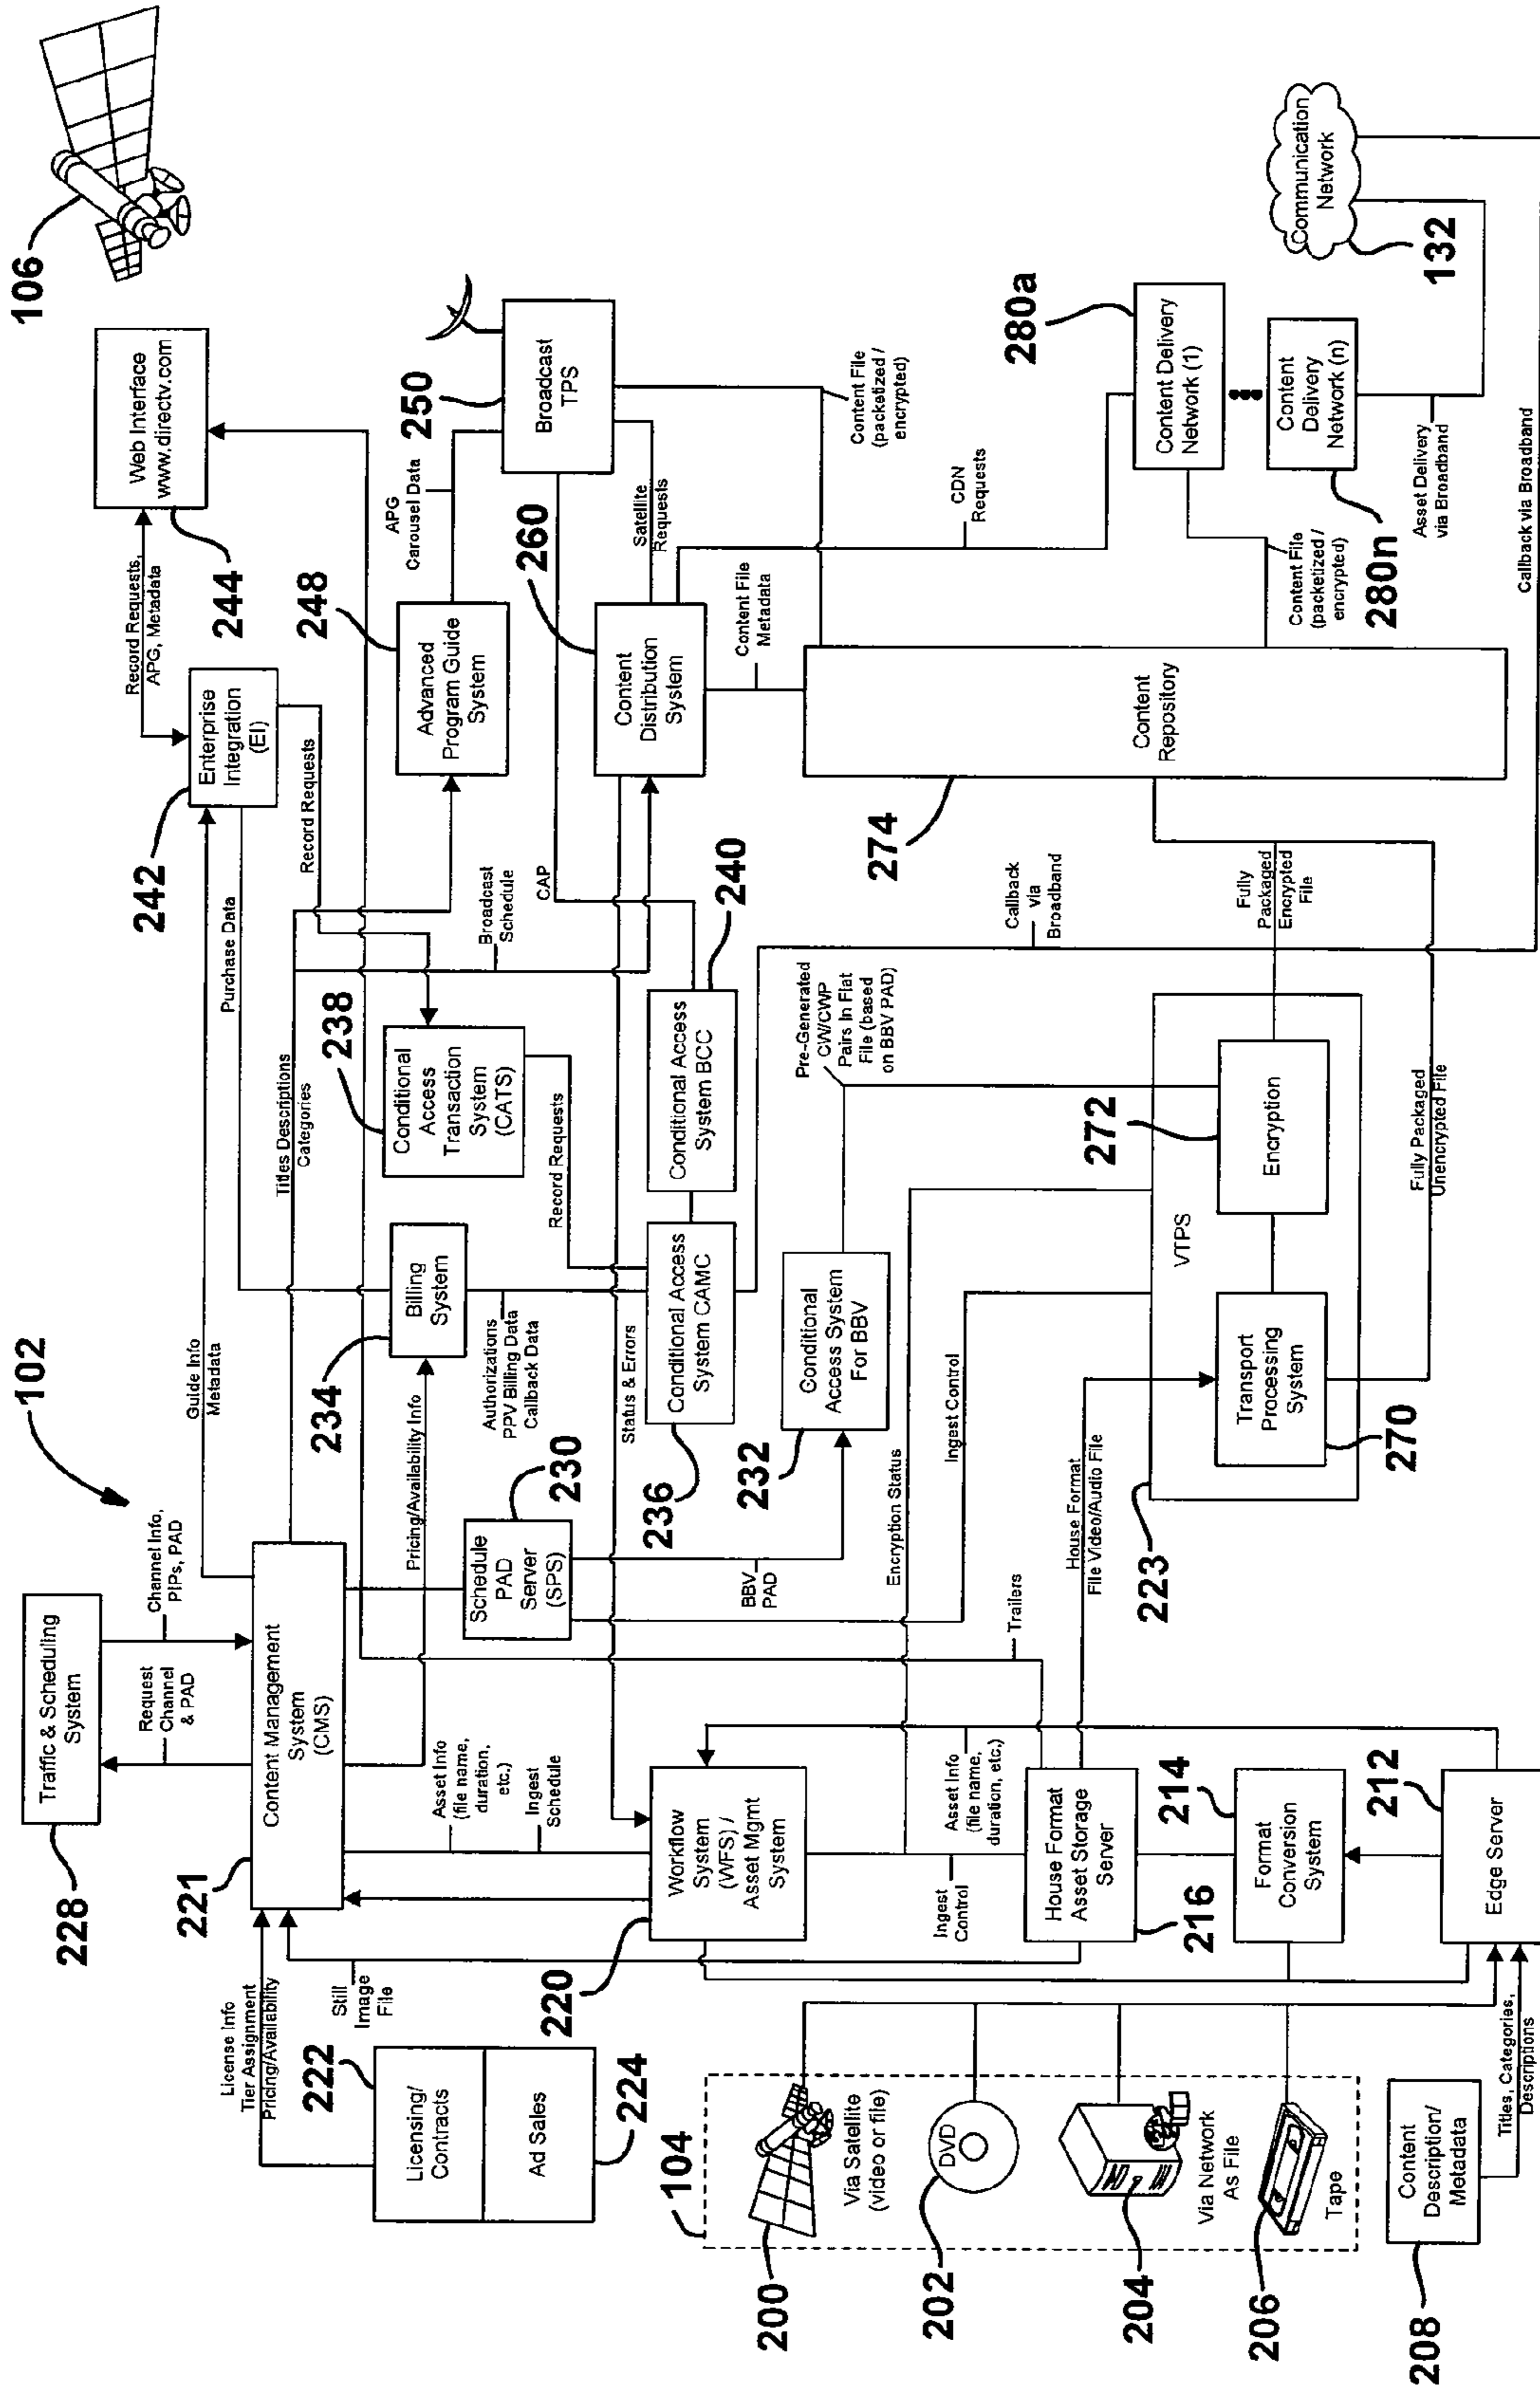 102
106
228
Traffic & Scheduling
System
Request
Channel
& PAD
Channel Info,
PIPs, PAD
221
Content Management
System
(CMS)
License Info
Tier Assignment
Pricing/Availability
222
Licensing/
Contracts
Ad Sales
224
Still
Image
File
Guide Info
Metadata
242
Enterprise
Integration
(EI)
Record Requests,
APG, Metadata
Web Interface
www.directv.com
244
Purchase Data
Record Requests
Titles Descriptions
Categories
Pricing/Availability Info
234
Billing
System
238
Conditional
Access
Transaction
System
(CATS)
248
Advanced
Program Guide
System
APG
Carousel Data
250
Broadcast
TPS
Broadcast
Schedule
Asset Info
(file name,
duration,
etc.)
Ingest
Schedule
Schedule
PAD
Server
(SPS)
230
Authorizations
PPV Billing Data
Callback Data
Record Requests
CAP
260
Content
Distribution
System
Satellite
Requests
Status & Errors
220
Workflow
System
(WFS) /
Asset Mgmt
System
236
Conditional Access
System CAMC
Conditional Access
System BCC
240
Content File
Metadata
Content File
(packetized /
encrypted)
BBV
PAD
232
Conditional
Access System
For BBV
Pre-Generated
CW/CWP
Pairs In Flat
File (based
on BBV PAD)
274
Content
Repository
CDN
Requests
104
200
Via Satellite
(video or file)
202
DVD
204
Via Network
As File
206
Tape
Encryption Status
Ingest Control
Ingest
Control
Asset Info
(file name,
duration, etc.)
Trailers
Callback
via
Broadband
House Format
Asset Storage
Server
216
House Format
File Video/Audio File
223
VTPS
272
Encryption
Transport
Processing
System
270
Fully
Packaged
Encrypted
File
Fully Packaged
Unencrypted File
280a
Content Delivery
Network (1)
Content
Delivery
Network (n)
280n
Content File
(packetized /
encrypted)
Communication
Network
132
Asset Delivery
via Broadband
Callback via Broadband
214
Format
Conversion
System
212
Edge Server
208
Content
Description/
Metadata
Titles, Categories,
Descriptions